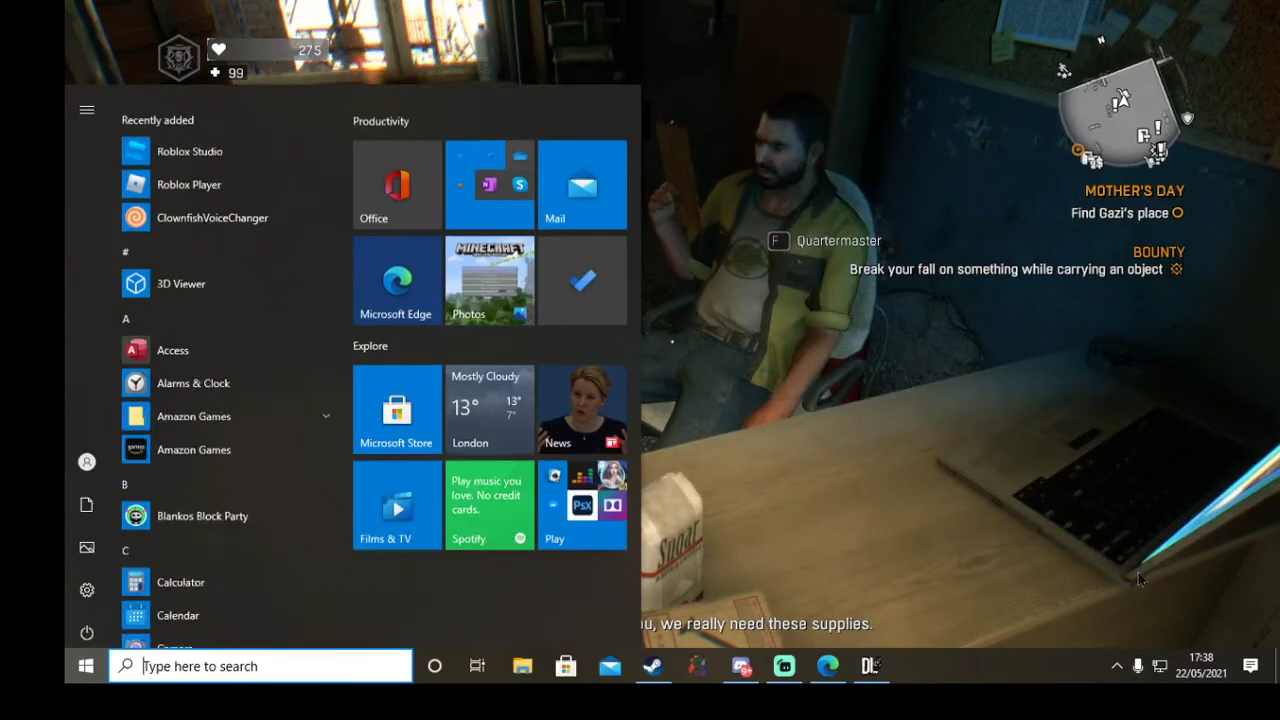 275
99
Recently added
Roblox Studio
Roblox Player
ClownfishVoiceChanger
#
3D Viewer
A
Access
Alarms & Clock
Amazon Games
Amazon Games
B
Blankos Block Party
C
Calculator
Calendar
Productivity
Office
Mail
Microsoft Edge
MINECRAFT
Photos
Explore
Microsoft Store
Mostly Cloudy
13° 13°
7°
London
News
Films & TV
Play music you
love. No credit
cards.
Spotify
Play
N
MOTHER'S DAY
Find Gazi's place
F Quartermaster
BOUNTY
Break your fall on something while carrying an object
Sugar
we really need these supplies.
Type here to search
17:38
22/05/2021